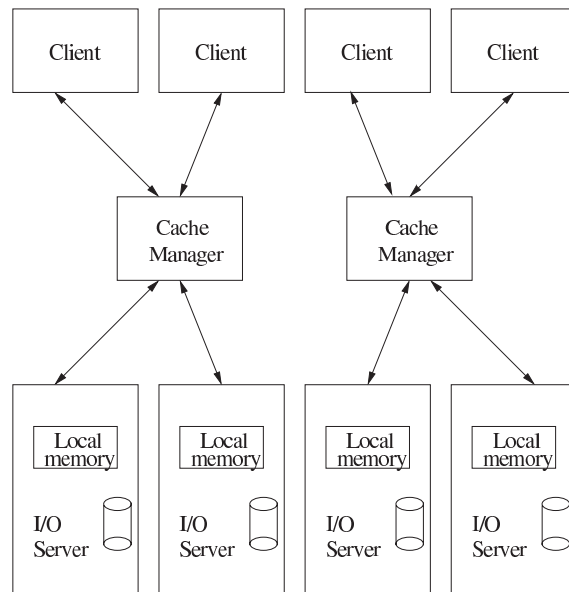 Client
Client
Client
Client
Cache
Manager
Cache
Manager
Local
memory
I/O
Server
Local
memory
I/O
Server
Local
memory
I/O
Server
Local
memory
I/O
Server